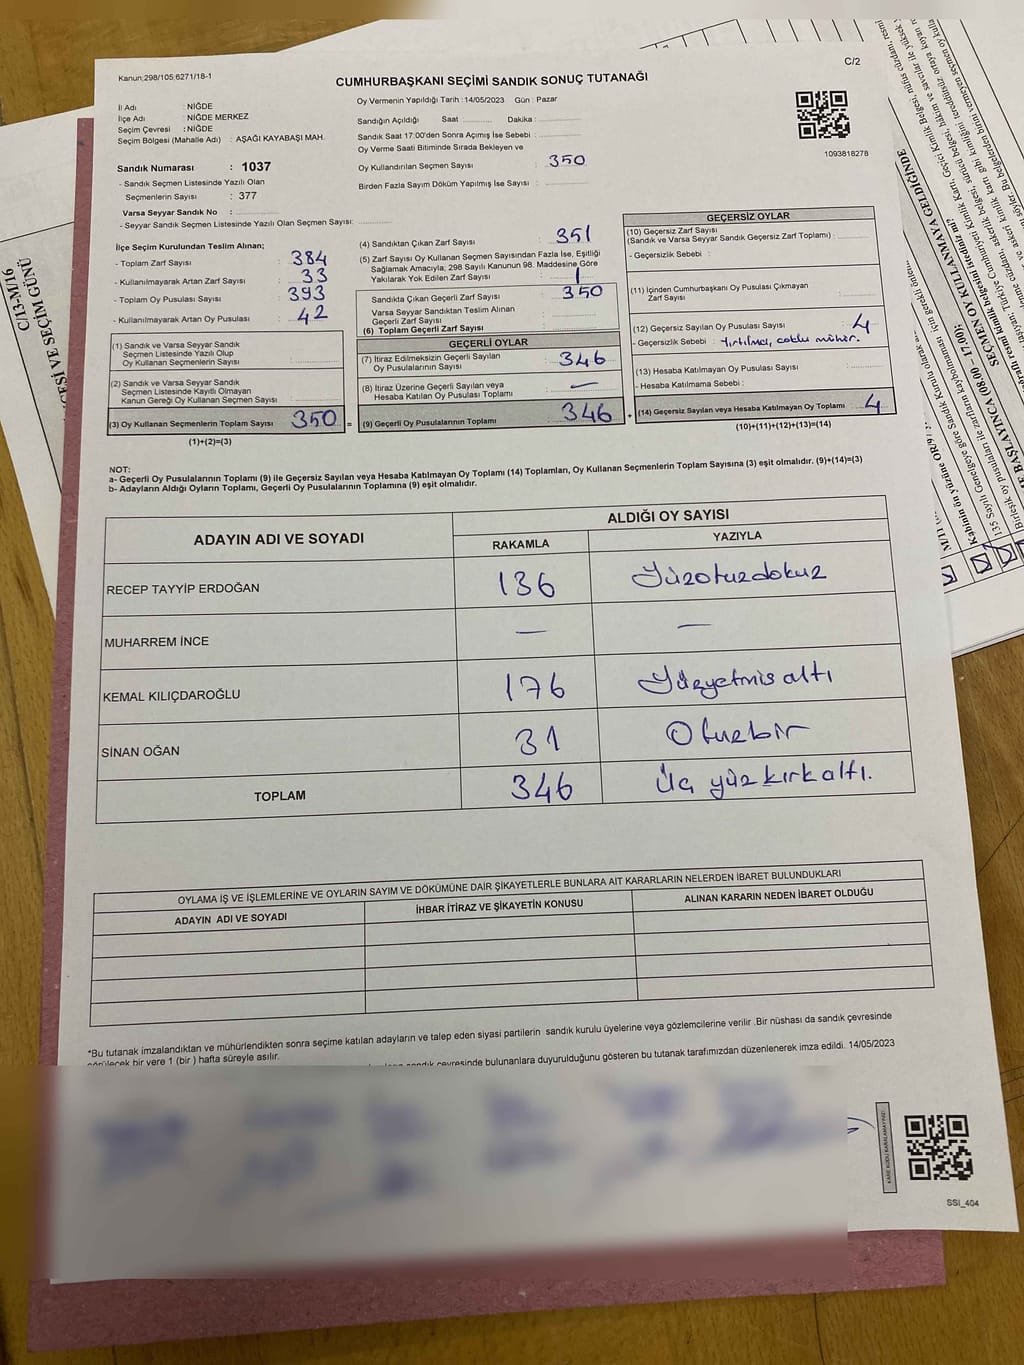 Kanun:298/105;6271/18-1
C/2
CUMHURBAŞKANI SEÇİMİ SANDIK SONUÇ TUTANAĞI
İl Adı : NİĞDE
İlçe Adı : NİĞDE MERKEZ
Seçim Çevresi : NİĞDE
Seçim Bölgesi (Mahalle Adı) : AŞAĞI KAYABAŞI MAH.
Sandık Numarası : 1037
- Sandık Seçmen Listesinde Yazılı Olan
Seçmenlerin Sayısı : 377
Varsa Seyyar Sandık No :
- Seyyar Sandık Seçmen Listesinde Yazılı Olan Seçmen Sayısı:
Oy Vermenin Yapıldığı Tarih :14/05/2023 Gün : Pazar
Sandığın Açıldığı Saat Dakika :
Sandık Saat 17:00'den Sonra Açımış İse Sebebi :
Oy Verme Saati Bitiminde Sırada Bekleyen ve
Oy Kullandırılan Seçmen Sayısı : 350
Birden Fazla Sayım Döküm Yapılmış İse Sayısı :
1093818278
İlçe Seçim Kurulundan Teslim Alınan;
- Toplam Zarf Sayısı : 384
- Kullanılmayarak Artan Zarf Sayısı : 33
- Toplam Oy Pusulası Sayısı : 393
- Kullanılmayarak Artan Oy Pusulası : 42
(1) Sandık ve Varsa Seyyar Sandık
Seçmen Listesinde Yazılı Olup
Oy Kullanan Seçmenlerin Sayısı :
(2) Sandık ve Varsa Seyyar Sandık
Seçmen Listesinde Kayıtlı Olmayan
Kanun Gereği Oy Kullanan Seçmen Sayısı :
(3) Oy Kullanan Seçmenlerin Toplam Sayısı 350 =
(1)+(2)=(3)
(4) Sandıktan Çıkan Zarf Sayısı : 351
(5) Zarf Sayısı Oy Kullanan Seçmen Sayısından Fazla İse, Eşitliği
Sağlamak Amacıyla; 298 Sayılı Kanunun 98. Maddesine Göre
Yakılarak Yok Edilen Zarf Sayısı : 1
Sandıkta Çıkan Geçerli Zarf Sayısı : 350
Varsa Seyyar Sandıktan Teslim Alınan
Geçerli Zarf Sayısı :
(6) Toplam Geçerli Zarf Sayısı :
GEÇERLİ OYLAR
(7) İtiraz Edilmeksizin Geçerli Sayılan
Oy Pusulalarının Sayısı : 346
(8) İtiraz Üzerine Geçerli Sayılan veya
Hesaba Katılan Oy Pusulası Toplamı : —
(9) Geçerli Oy Pusulalarının Toplamı : 346 +
GEÇERSİZ OYLAR
(10) Geçersiz Zarf Sayısı
(Sandık ve Varsa Seyyar Sandık Geçersiz Zarf Toplamı) :
- Geçersizlik Sebebi :
(11) İçinden Cumhurbaşkanı Oy Pusulası Çıkmayan
Zarf Sayısı :
(12) Geçersiz Sayılan Oy Pusulası Sayısı : 4
- Geçersizlik Sebebi : Yırtılma, çoklu mühür.
(13) Hesaba Katılmayan Oy Pusulası Sayısı :
- Hesaba Katılmama Sebebi :
(14) Geçersiz Sayılan veya Hesaba Katılmayan Oy Toplamı : 4
(10)+(11)+(12)+(13)=(14)
NOT:
a- Geçerli Oy Pusulalarının Toplamı (9) ile Geçersiz Sayılan veya Hesaba Katılmayan Oy Toplamı (14) Toplamları, Oy Kullanan Seçmenlerin Toplam Sayısına (3) eşit olmalıdır. (9)+(14)=(3)
b- Adayların Aldığı Oyların Toplamı, Geçerli Oy Pusulalarının Toplamına (9) eşit olmalıdır.
ADAYIN ADI VE SOYADI ALDIĞI OY SAYISI
RAKAMLA YAZIYLA
RECEP TAYYİP ERDOĞAN 136 Yüzotuzdokuz
MUHARREM İNCE — —
KEMAL KILIÇDAROĞLU 176 Yüzyetmiş altı
SİNAN OĞAN 31 Otuzbir
TOPLAM 346 Üç yüz kırk altı.
OYLAMA İŞ VE İŞLEMLERİNE VE OYLARIN SAYIM VE DÖKÜMÜNE DAİR ŞİKAYETLERLE BUNLARA AİT KARARLARIN NELERDEN İBARET BULUNDUKLARI
ADAYIN ADI VE SOYADI İHBAR İTİRAZ VE ŞİKAYETİN KONUSU ALINAN KARARIN NEDEN İBARET OLDUĞU
*Bu tutanak imzalandıktan ve mühürlendikten sonra seçime katılan adayların ve talep eden siyasi partilerin sandık kurulu üyelerine veya gözlemcilerine verilir .Bir nüshası da sandık çevresinde
görülecek bir yere 1 (bir ) hafta süreyle asılır.
sandık çevresinde bulunanlara duyurulduğunu gösteren bu tutanak tarafımızdan düzenlenerek imza edildi. 14/05/2023
KARE KODU KARALAMAYINIZ!
SSI_404
C/13-M/16
ÇESİ VE SEÇİM GÜNÜ
SEÇMEN OY KULLANMAYA GELDİĞİNDE
E BAŞLAYINCA (08.00 – 17.00);